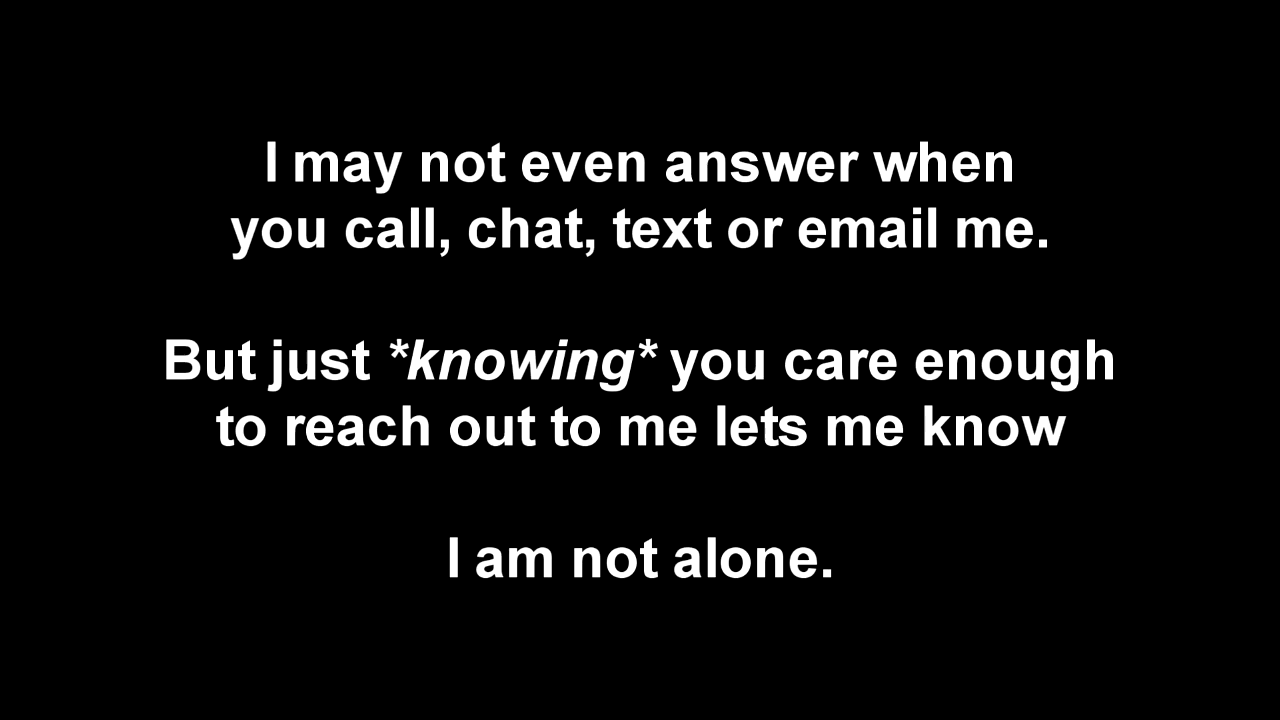 I may not even answer when
you call, chat, text or email me.
But just *knowing* you care enough
to reach out to me lets me know
I am not alone.